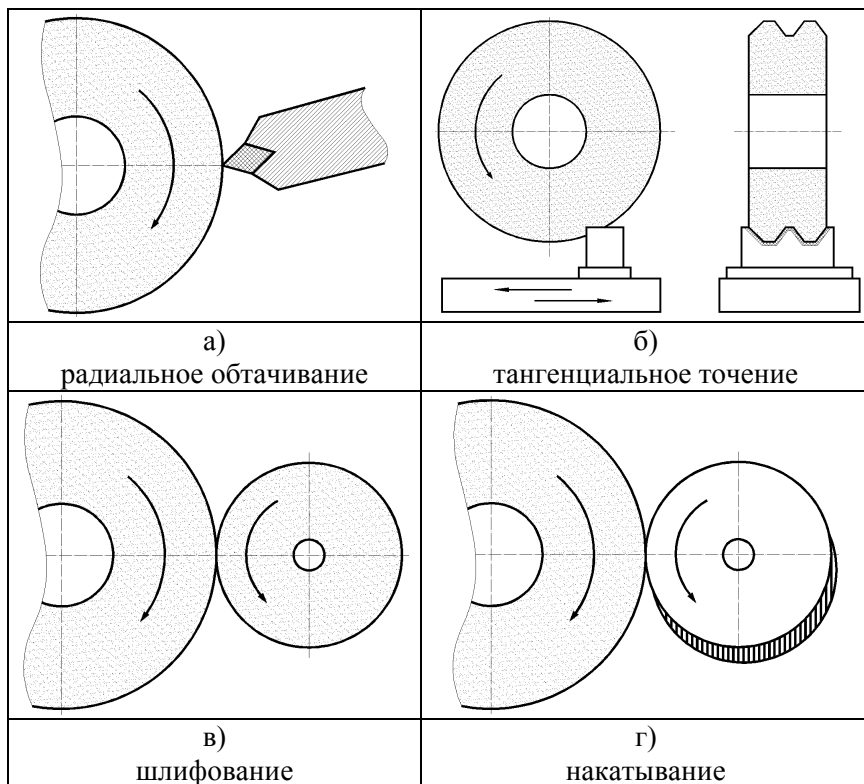 а)
радиальное обтачивание
б)
тангенциальное точение
в)
шлифование
г)
накатывание